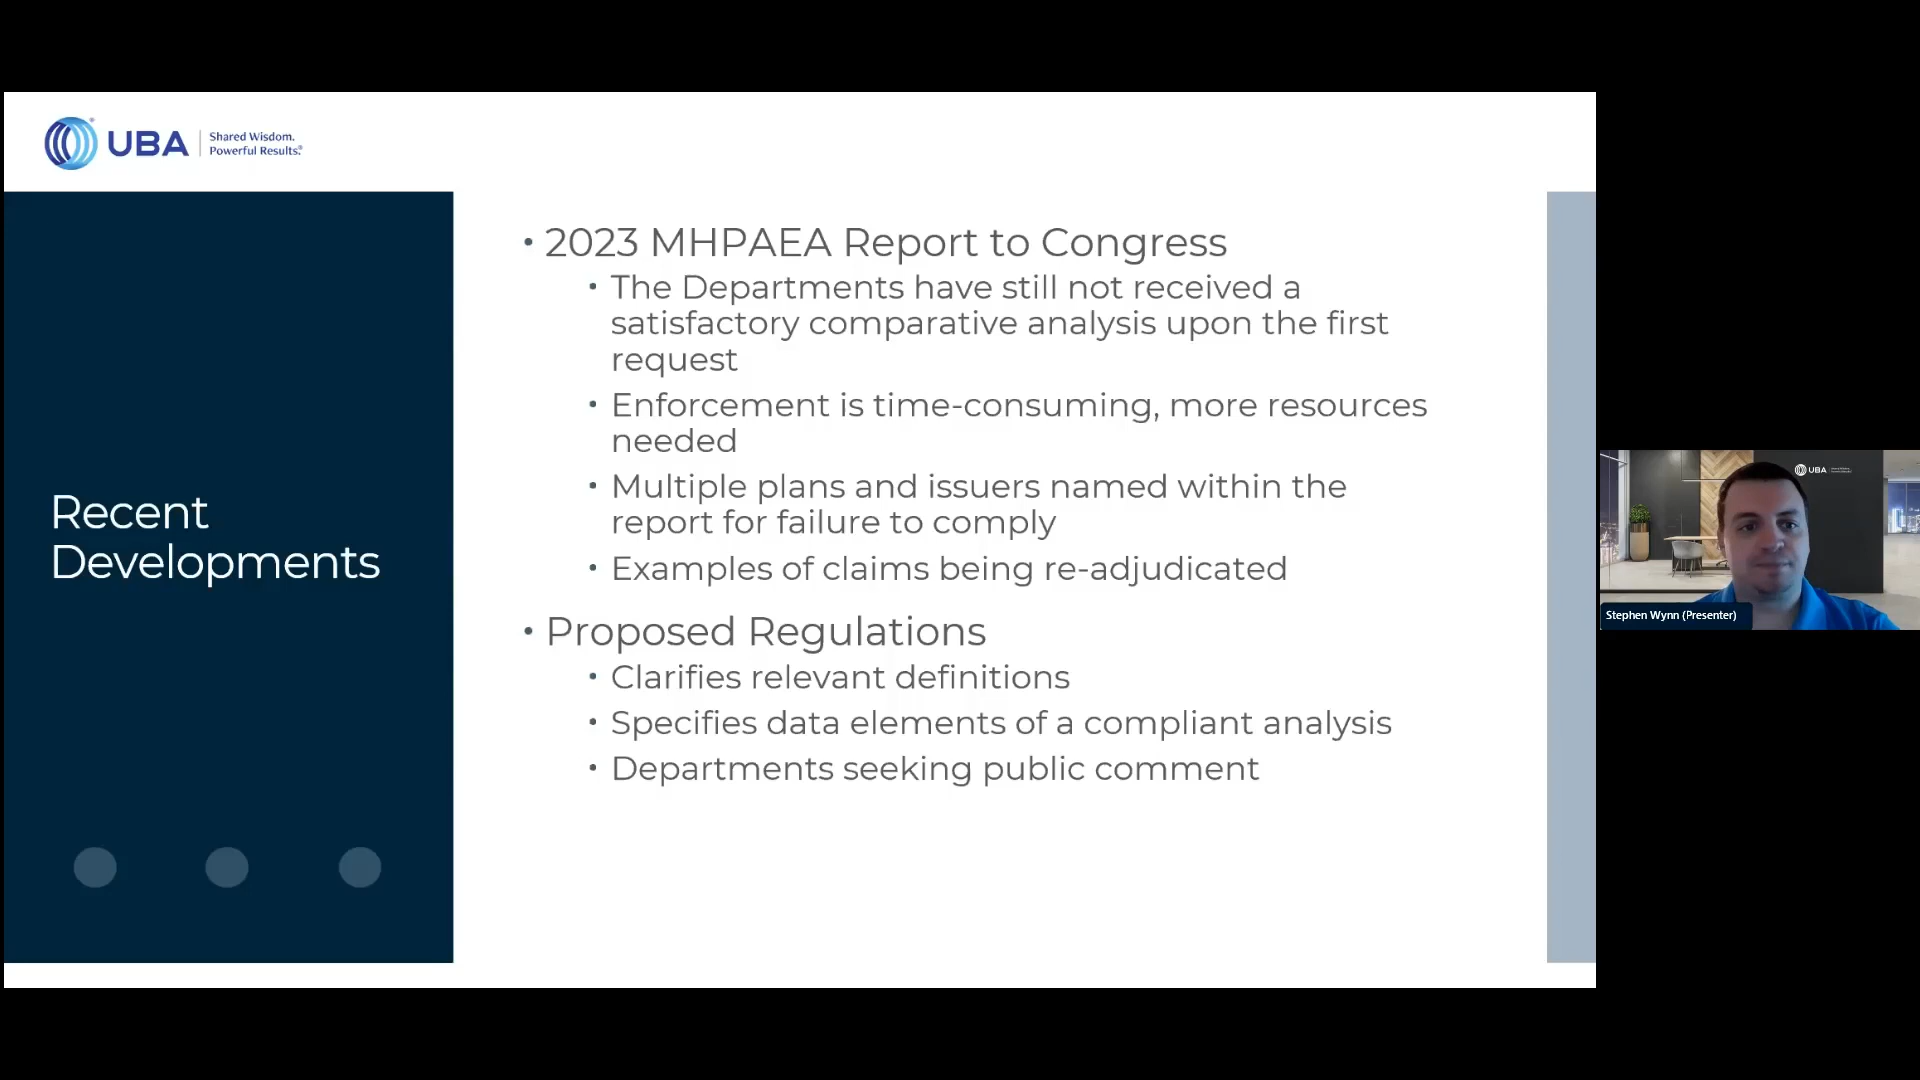 UBA
Shared Wisdom.
Powerful Results.®
Recent
Developments
• 2023 MHPAEA Report to Congress
• The Departments have still not received a
satisfactory comparative analysis upon the first
request
• Enforcement is time-consuming, more resources
needed
• Multiple plans and issuers named within the
report for failure to comply
• Examples of claims being re-adjudicated
• Proposed Regulations
• Clarifies relevant definitions
• Specifies data elements of a compliant analysis
• Departments seeking public comment
UBA
Stephen Wynn (Presenter)